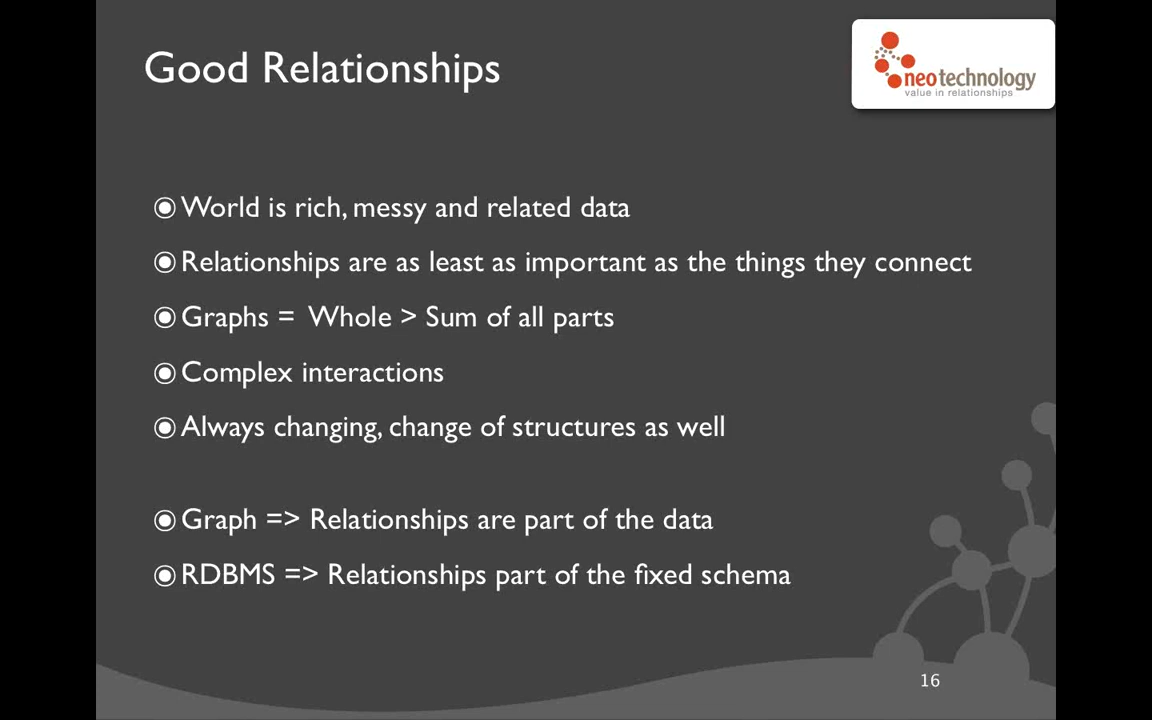 Good Relationships
neotechnology
value in relationships
World is rich, messy and related data
Relationships are as least as important as the things they connect
Graphs = Whole > Sum of all parts
Complex interactions
Always changing, change of structures as well
Graph => Relationships are part of the data
RDBMS => Relationships part of the fixed schema
16